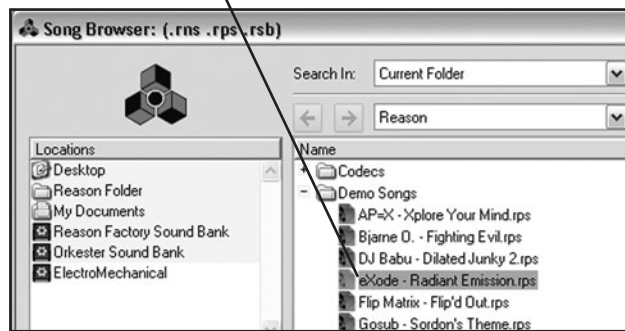 Song Browser: (.rns .rps .rsb)
Search In: Current Folder
Reason
Locations
Desktop
Reason Folder
My Documents
Reason Factory Sound Bank
Orkester Sound Bank
ElectroMechanical
Name
Codecs
Demo Songs
AP=X - Xplore Your Mind.rps
Bjarne O. - Fighting Evil.rps
DJ Babu - Dilated Junky 2.rps
eXode - Radiant Emission.rps
Flip Matrix - Flip'd Out.rps
Gosub - Sordon's Theme.rps